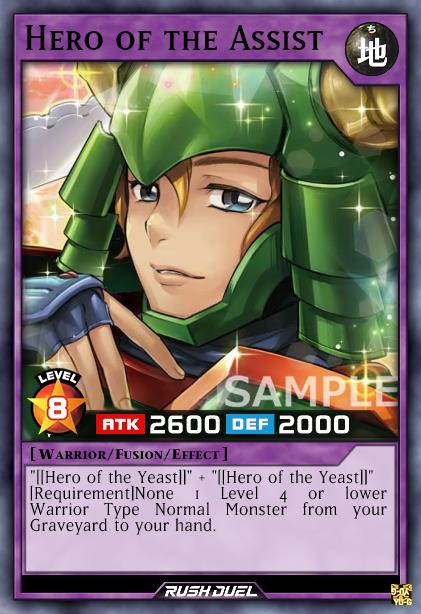 Hero of the Assist
ち
地
SAMPLE
LEVEL
8
ATK 2600 DEF 2000
[Warrior/Fusion/Effect]
"[[Hero of the Yeast]]" + "[[Hero of the Yeast]]"
[Requirement]None 1 Level 4 or lower
Warrior Type Normal Monster from your
Graveyard to your hand.
RUSH DUEL